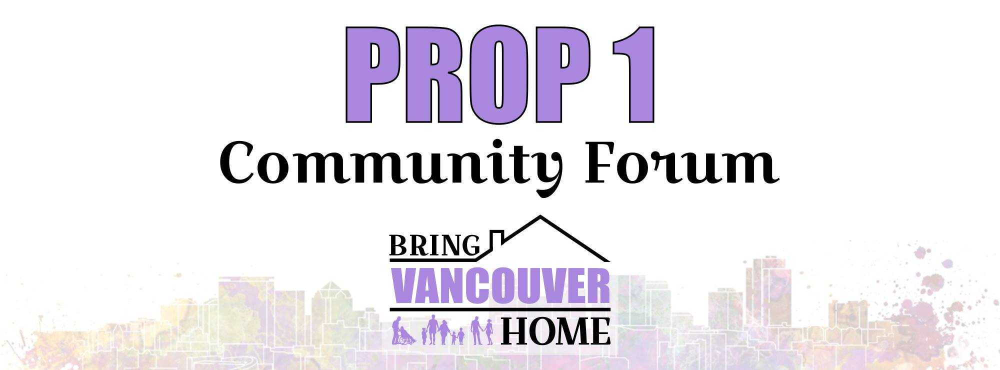 PROP 1
Community Forum
BRING
VANCOUVER
HOME